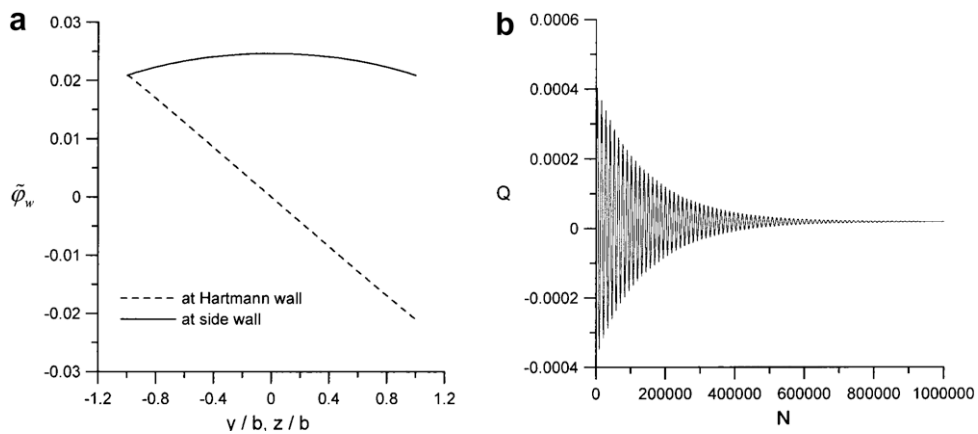 a
0.03
0.02
0.01
0
-0.01
-0.02
-0.03
φ̃w
at Hartmann wall
at side wall
-1.2 -0.8 -0.4 0 0.4 0.8 1.2
y / b, z / b
b
0.0006
0.0004
0.0002
0
-0.0002
-0.0004
Q
0 200000 400000 600000 800000 1000000
N